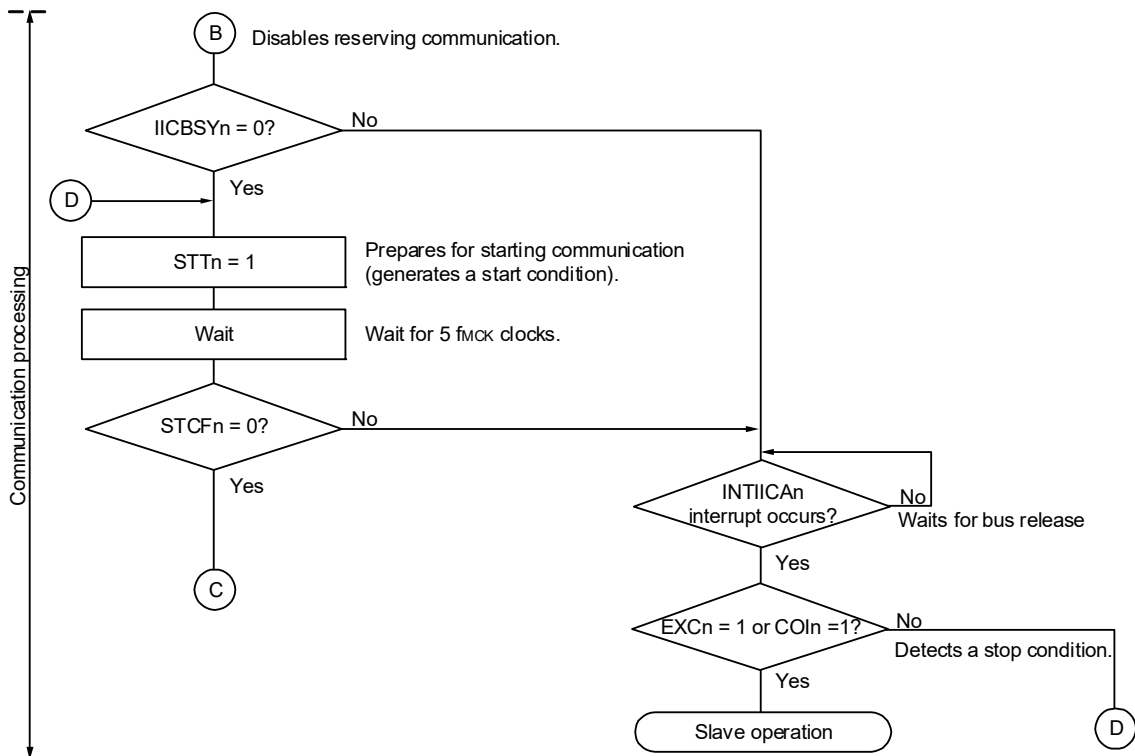 B
Disables reserving communication.
IICBSYn = 0?
No
Yes
D
STTn = 1
Prepares for starting communication
(generates a start condition).
Wait
Wait for 5 fMCK clocks.
STCFn = 0?
No
Yes
C
INTIICAn
interrupt occurs?
No
Waits for bus release
Yes
EXCn = 1 or COIn =1?
No
Detects a stop condition.
Yes
Slave operation
D
Communication processing